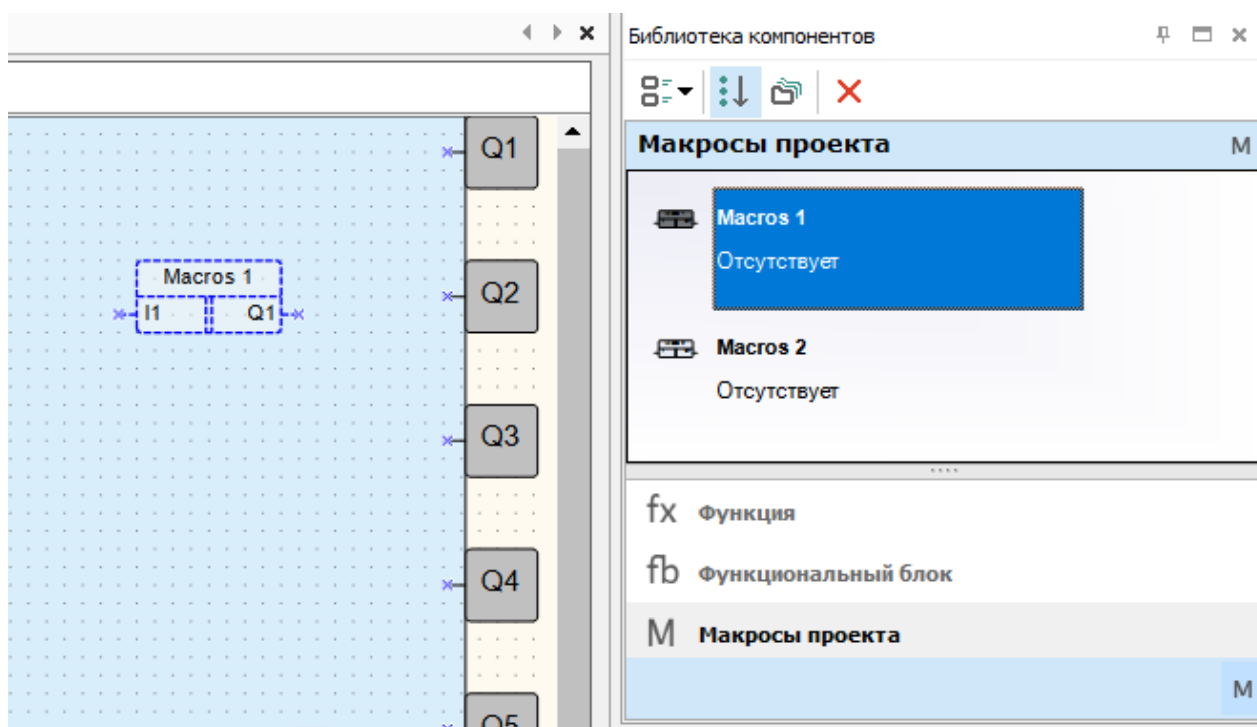 Библиотека компонентов
Макросы проекта M
Q1
Macros 1
Отсутствует
Macros 1
I1 Q1
Q2
Macros 2
Отсутствует
Q3
fx Функция
fb Функциональный блок
Q4
M Макросы проекта
M
Q5